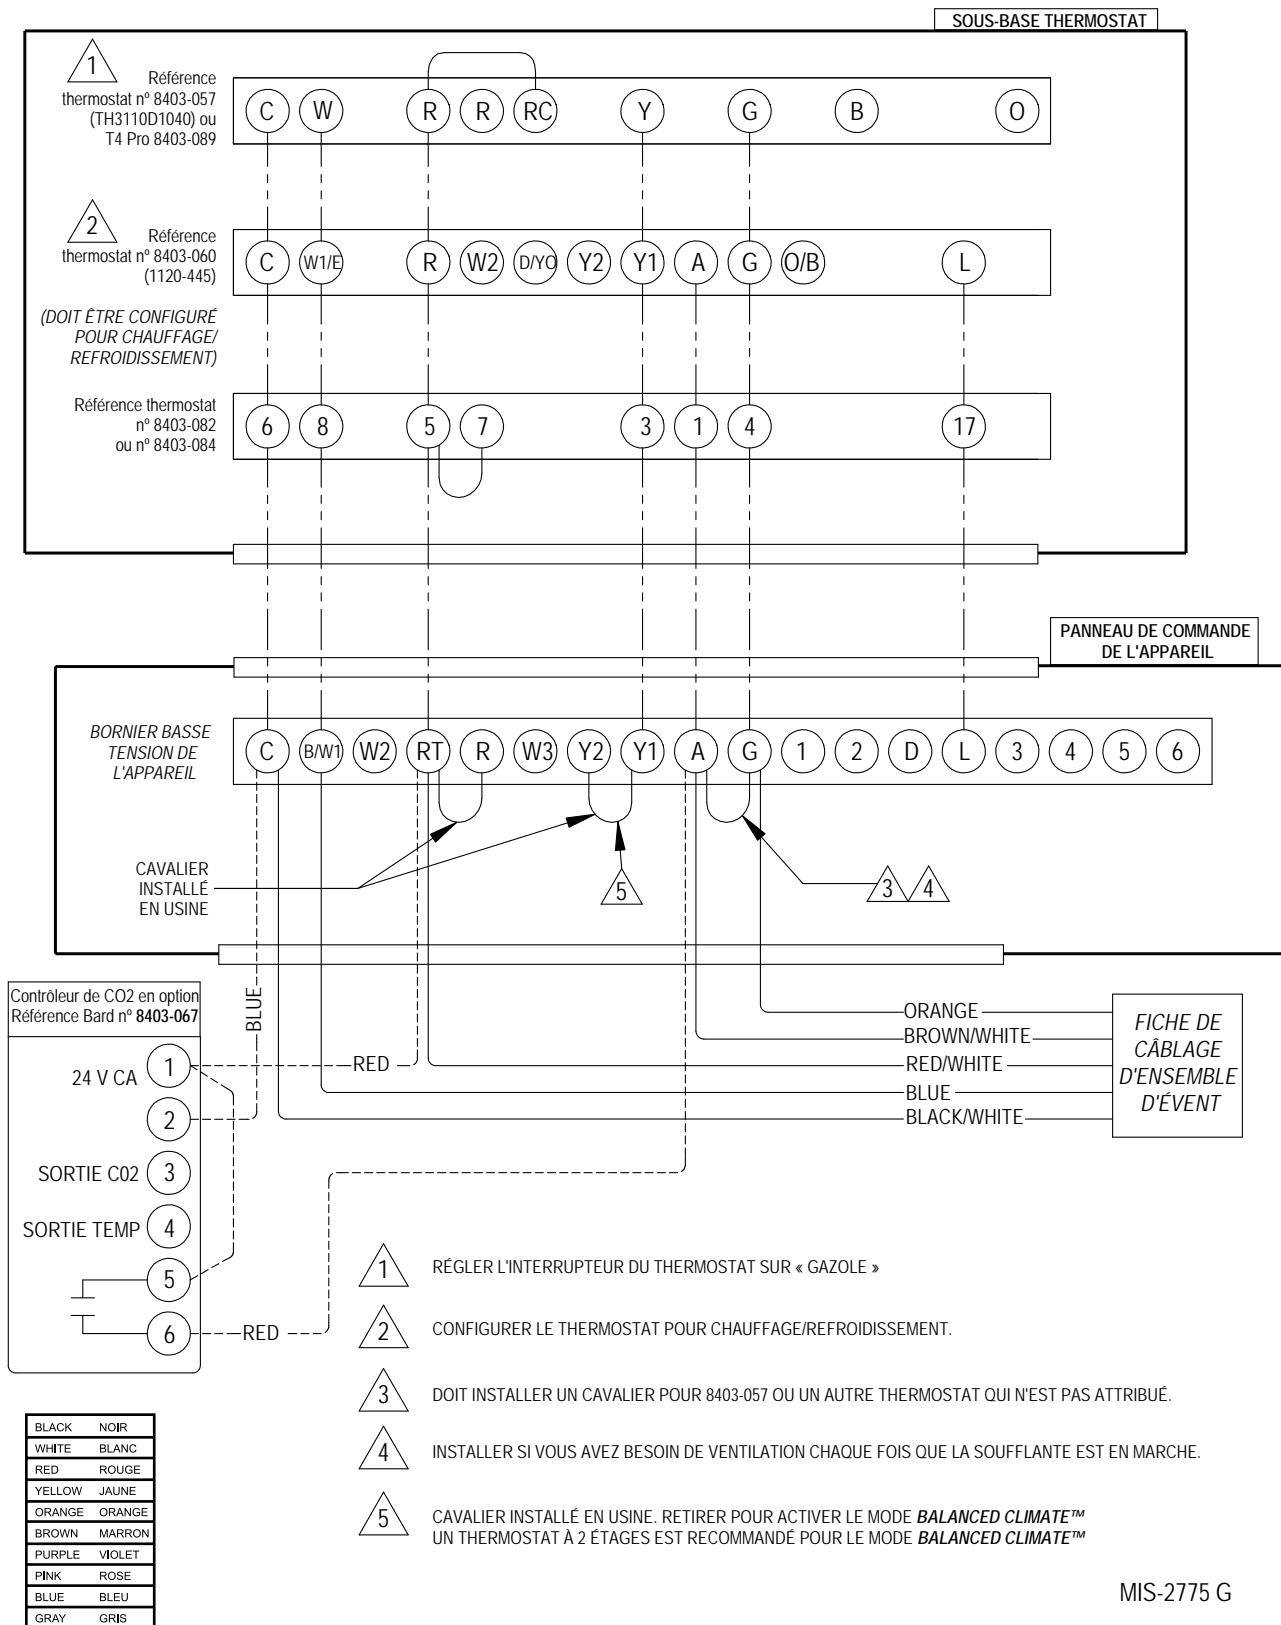 SOUS-BASE THERMOSTAT
1
Référence
thermostat nº 8403-057
(TH3110D1040) ou
T4 Pro 8403-089
C W R R RC Y G B O
2
Référence
thermostat nº 8403-060
(1120-445)
C W1/E R W2 D/YO Y2 Y1 A G O/B L
(DOIT ÊTRE CONFIGURÉ
POUR CHAUFFAGE/
REFROIDISSEMENT)
Référence thermostat
nº 8403-082
ou nº 8403-084
6 8 5 7 3 1 4 17
PANNEAU DE COMMANDE
DE L'APPAREIL
BORNIER BASSE
TENSION DE
L'APPAREIL
C B/W1 W2 RT R W3 Y2 Y1 A G 1 2 D L 3 4 5 6
CAVALIER
INSTALLÉ
EN USINE
5
3 4
Contrôleur de CO2 en option
Référence Bard nº 8403-067
BLUE
24 V CA
1
2
SORTIE C02 3
SORTIE TEMP 4
5
6
RED
RED
ORANGE
BROWN/WHITE
RED/WHITE
BLUE
BLACK/WHITE
FICHE DE
CÂBLAGE
D'ENSEMBLE
D'ÉVENT
1 RÉGLER L'INTERRUPTEUR DU THERMOSTAT SUR « GAZOLE »
2 CONFIGURER LE THERMOSTAT POUR CHAUFFAGE/REFROIDISSEMENT.
3 DOIT INSTALLER UN CAVALIER POUR 8403-057 OU UN AUTRE THERMOSTAT QUI N'EST PAS ATTRIBUÉ.
4 INSTALLER SI VOUS AVEZ BESOIN DE VENTILATION CHAQUE FOIS QUE LA SOUFFLANTE EST EN MARCHE.
5 CAVALIER INSTALLÉ EN USINE. RETIRER POUR ACTIVER LE MODE BALANCED CLIMATE™
UN THERMOSTAT À 2 ÉTAGES EST RECOMMANDÉ POUR LE MODE BALANCED CLIMATE™
BLACK NOIR
WHITE BLANC
RED ROUGE
YELLOW JAUNE
ORANGE ORANGE
BROWN MARRON
PURPLE VIOLET
PINK ROSE
BLUE BLEU
GRAY GRIS
MIS-2775 G